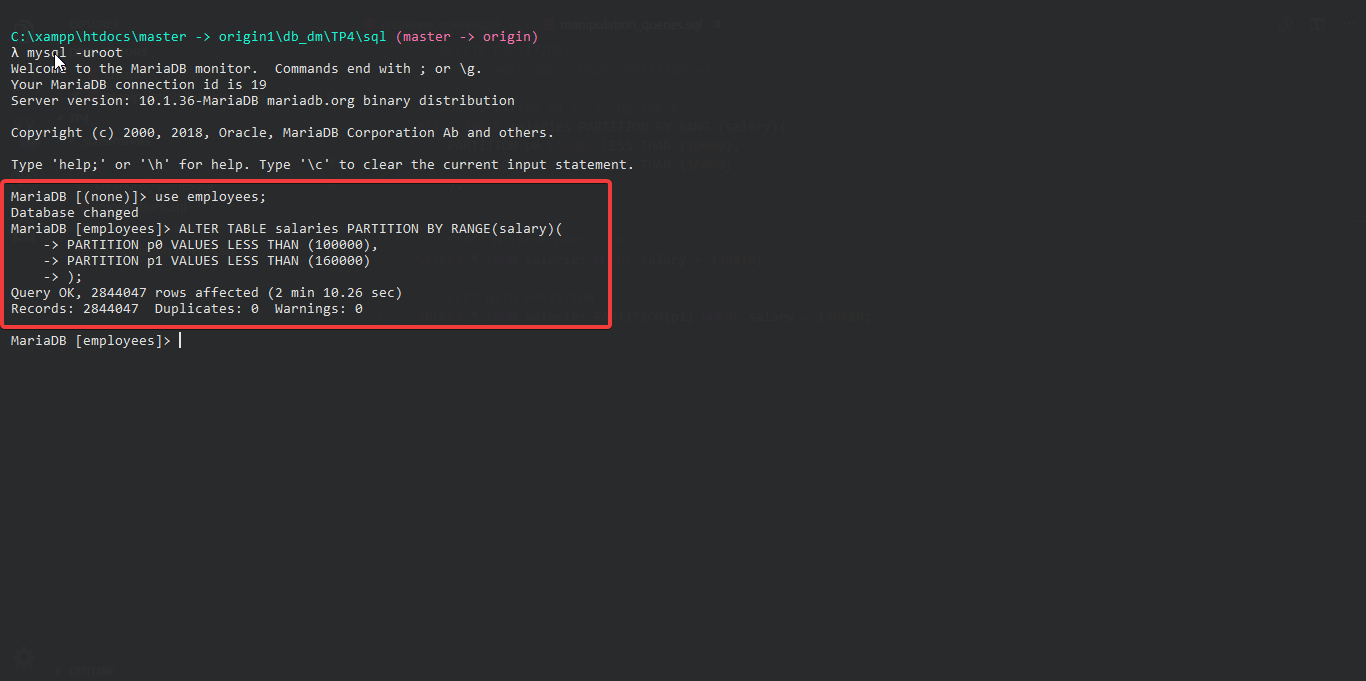 C:\xampp\htdocs\master -> origin1\db_dm\TP4\sql (master -> origin)
λ mysql -uroot
Welcome to the MariaDB monitor.  Commands end with ; or \g.
Your MariaDB connection id is 19
Server version: 10.1.36-MariaDB mariadb.org binary distribution
Copyright (c) 2000, 2018, Oracle, MariaDB Corporation Ab and others.
Type 'help;' or '\h' for help. Type '\c' to clear the current input statement.
MariaDB [(none)]> use employees;
Database changed
MariaDB [employees]> ALTER TABLE salaries PARTITION BY RANGE(salary)(
    -> PARTITION p0 VALUES LESS THAN (100000),
    -> PARTITION p1 VALUES LESS THAN (160000)
    -> );
Query OK, 2844047 rows affected (2 min 10.26 sec)
Records: 2844047  Duplicates: 0  Warnings: 0
MariaDB [employees]>